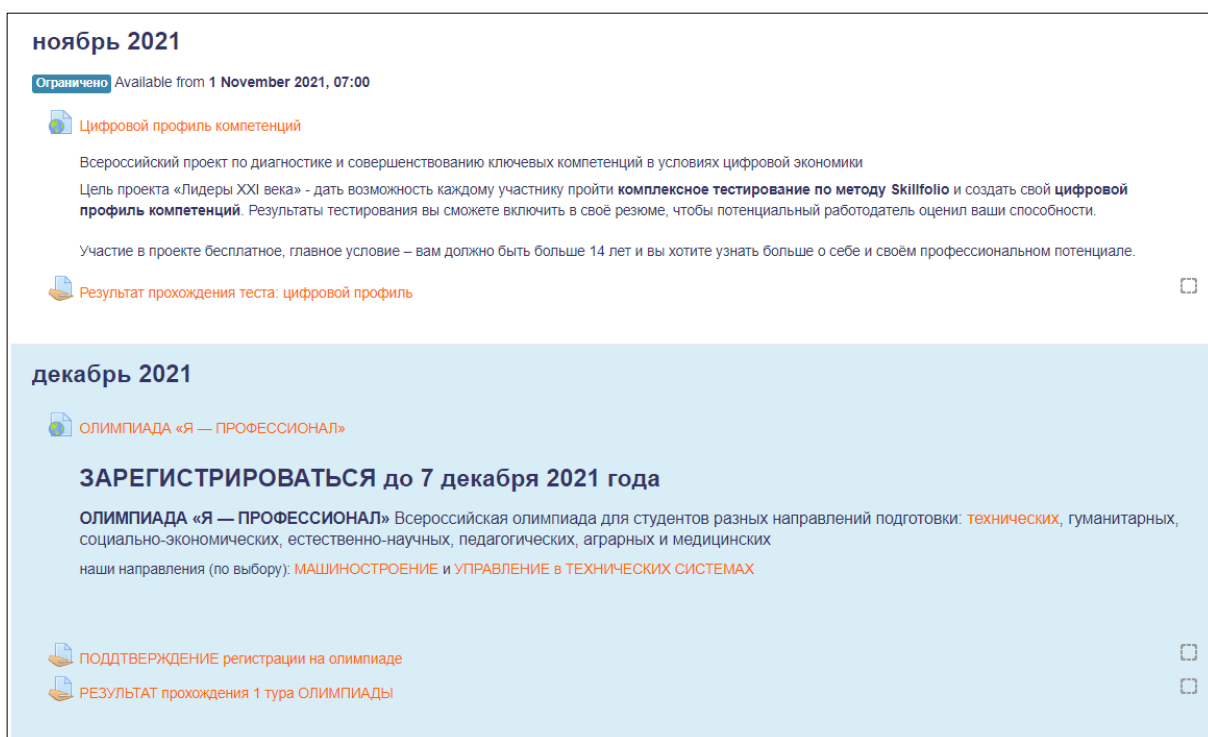 ноябрь 2021
Ограничено Available from 1 November 2021, 07:00
Цифровой профиль компетенций
Всероссийский проект по диагностике и совершенствованию ключевых компетенций в условиях цифровой экономики
Цель проекта «Лидеры XXI века» - дать возможность каждому участнику пройти комплексное тестирование по методу Skillfolio и создать свой цифровой
профиль компетенций. Результаты тестирования вы сможете включить в своё резюме, чтобы потенциальный работодатель оценил ваши способности.
Участие в проекте бесплатное, главное условие – вам должно быть больше 14 лет и вы хотите узнать больше о себе и своём профессиональном потенциале.
Результат прохождения теста: цифровой профиль
декабрь 2021
ОЛИМПИАДА «Я — ПРОФЕССИОНАЛ»
ЗАРЕГИСТРИРОВАТЬСЯ до 7 декабря 2021 года
ОЛИМПИАДА «Я — ПРОФЕССИОНАЛ» Всероссийская олимпиада для студентов разных направлений подготовки: технических, гуманитарных,
социально-экономических, естественно-научных, педагогических, аграрных и медицинских
наши направления (по выбору): МАШИНОСТРОЕНИЕ и УПРАВЛЕНИЕ в ТЕХНИЧЕСКИХ СИСТЕМАХ
ПОДДТВЕРЖДЕНИЕ регистрации на олимпиаде
РЕЗУЛЬТАТ прохождения 1 тура ОЛИМПИАДЫ